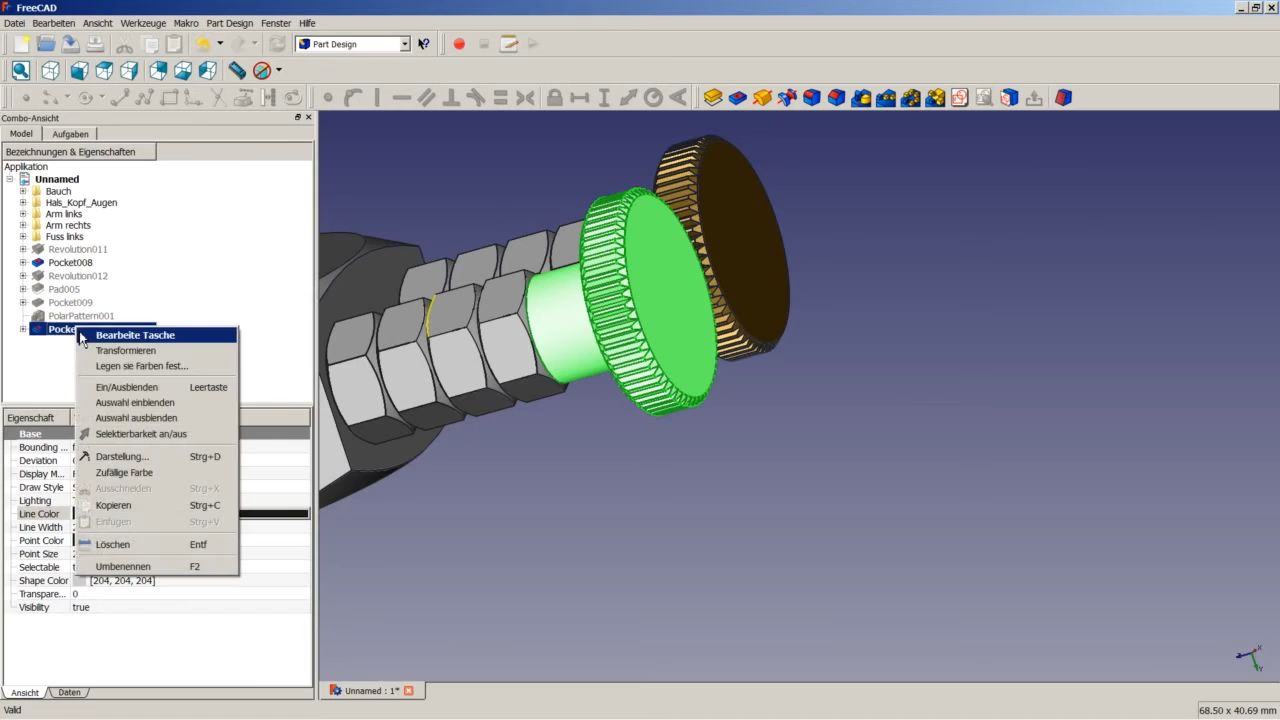 FreeCAD
Datei Bearbeiten Ansicht Werkzeuge Makro Part Design Fenster Hilfe
Part Design
Combo-Ansicht
Model Aufgaben
Bezeichnungen & Eigenschaften
Applikation
Unnamed
Bauch
Hals_Kopf_Augen
Arm links
Arm rechts
Fuss links
Revolution011
Pocket008
Revolution012
Pad005
Pocket009
PolarPattern001
Pocke
Bearbeite Tasche
Transformieren
Legen sie Farben fest...
Ein/Ausblenden Leertaste
Auswahl einblenden
Auswahl ausblenden
Selektierbarkeit an/aus
Darstellung... Strg+D
Zufällige Farbe
Ausschneiden Strg+X
Kopieren Strg+C
Einfügen Strg+V
Löschen Entf
Umbenennen F2
Eigenschaft
Base
Bounding ...
Deviation
Display M...
Draw Style
Lighting
Line Color
Line Width
Point Color
Point Size
Selectable
Shape Color [204, 204, 204]
Transpare... 0
Visibility true
Ansicht Daten
Unnamed : 1*
Valid
68.50 x 40.69 mm